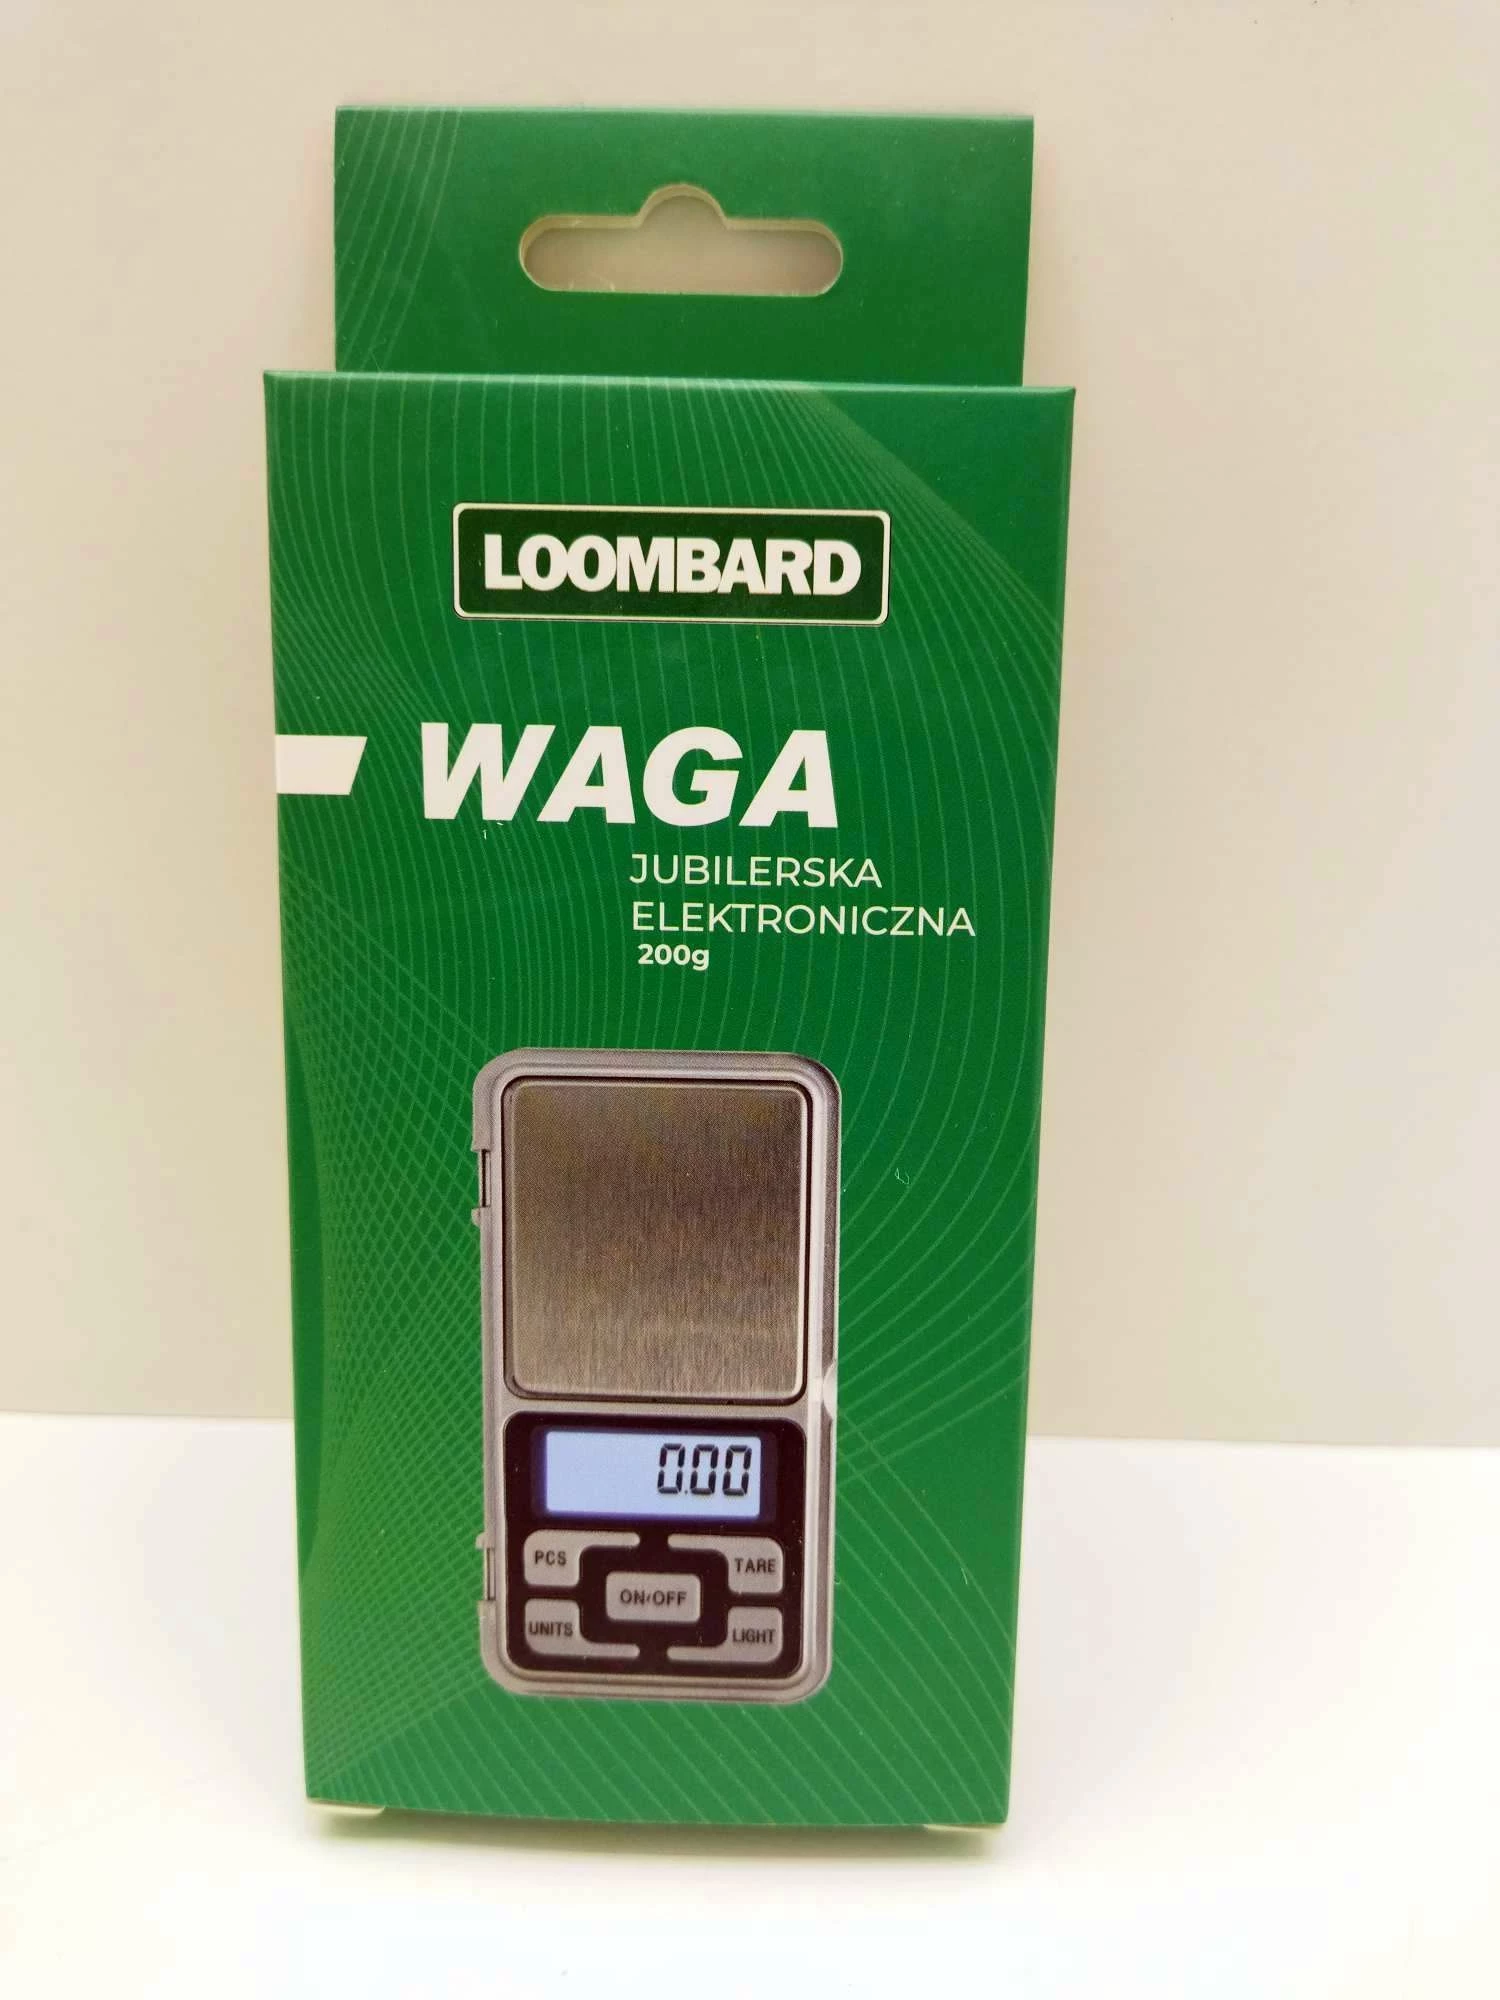 LOOMBARD
WAGA
JUBILERSKA
ELEKTRONICZNA
200g
0.00
PCS
TARE
ON/OFF
UNITS
LIGHT